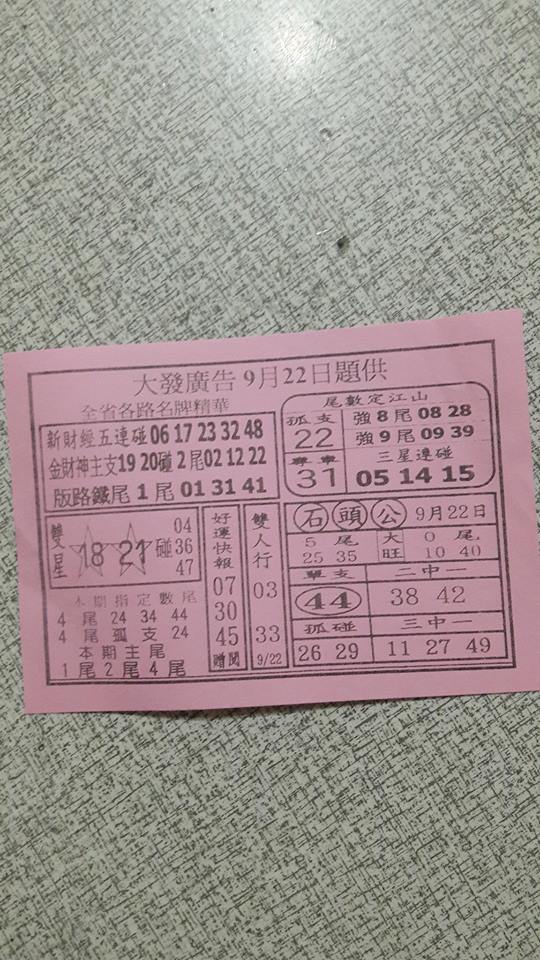 大發廣告9月22日題供
全省各路名牌精華
新財經五連碰 06 17 23 32 48
金財神主支19 20碰 2 尾02 12 22
版路鐵尾 1 尾 01 31 41
尾數定江山
孤支
22
專車
31
強 8 尾 08 28
強 9 尾 09 39
三星連碰
05 14 15
雙星
18 21
碰
04
36
47
本期指定數尾
4 尾 24 34 44
4 尾孤支 24
本期主尾
1尾2尾4尾
好運快報
07
30
45
贈閱
雙人行
03
33
9/22
石頭公 9月22日
5 尾
25 35
大旺
0 尾
10 40
單支
44
二中一
38 42
孤碰
26 29
三中一
11 27 49